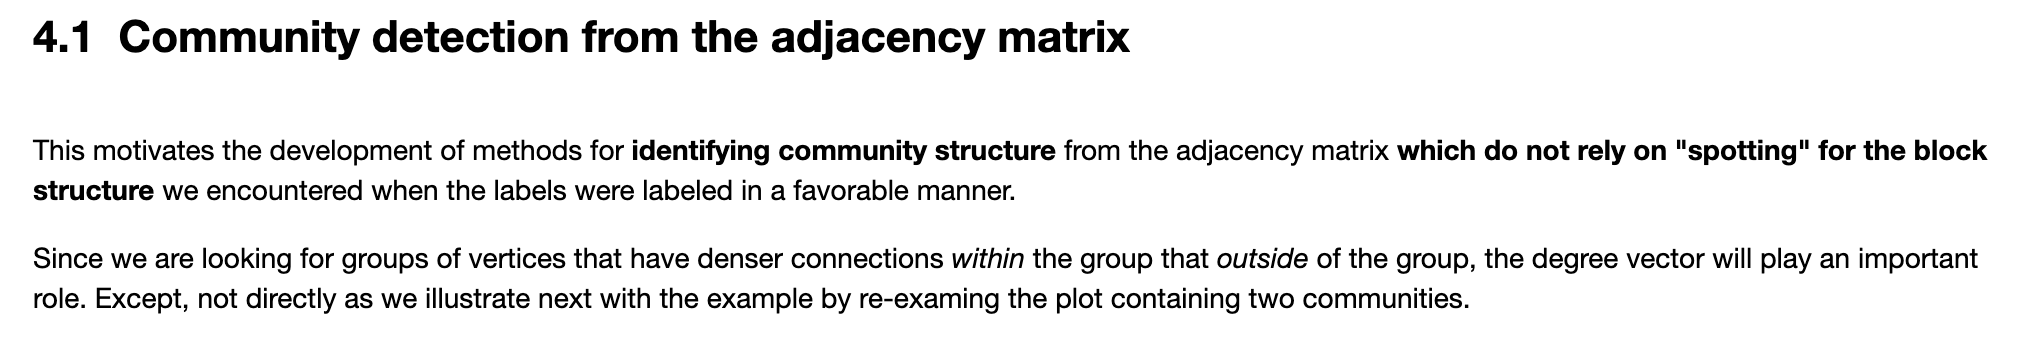 4.1 Community detection from the adjacency matrix
This motivates the development of methods for identifying community structure from the adjacency matrix which do not rely on "spotting" for the block
structure we encountered when the labels were labeled in a favorable manner.
Since we are looking for groups of vertices that have denser connections within the group that outside of the group, the degree vector will play an important
role. Except, not directly as we illustrate next with the example by re-examing the plot containing two communities.